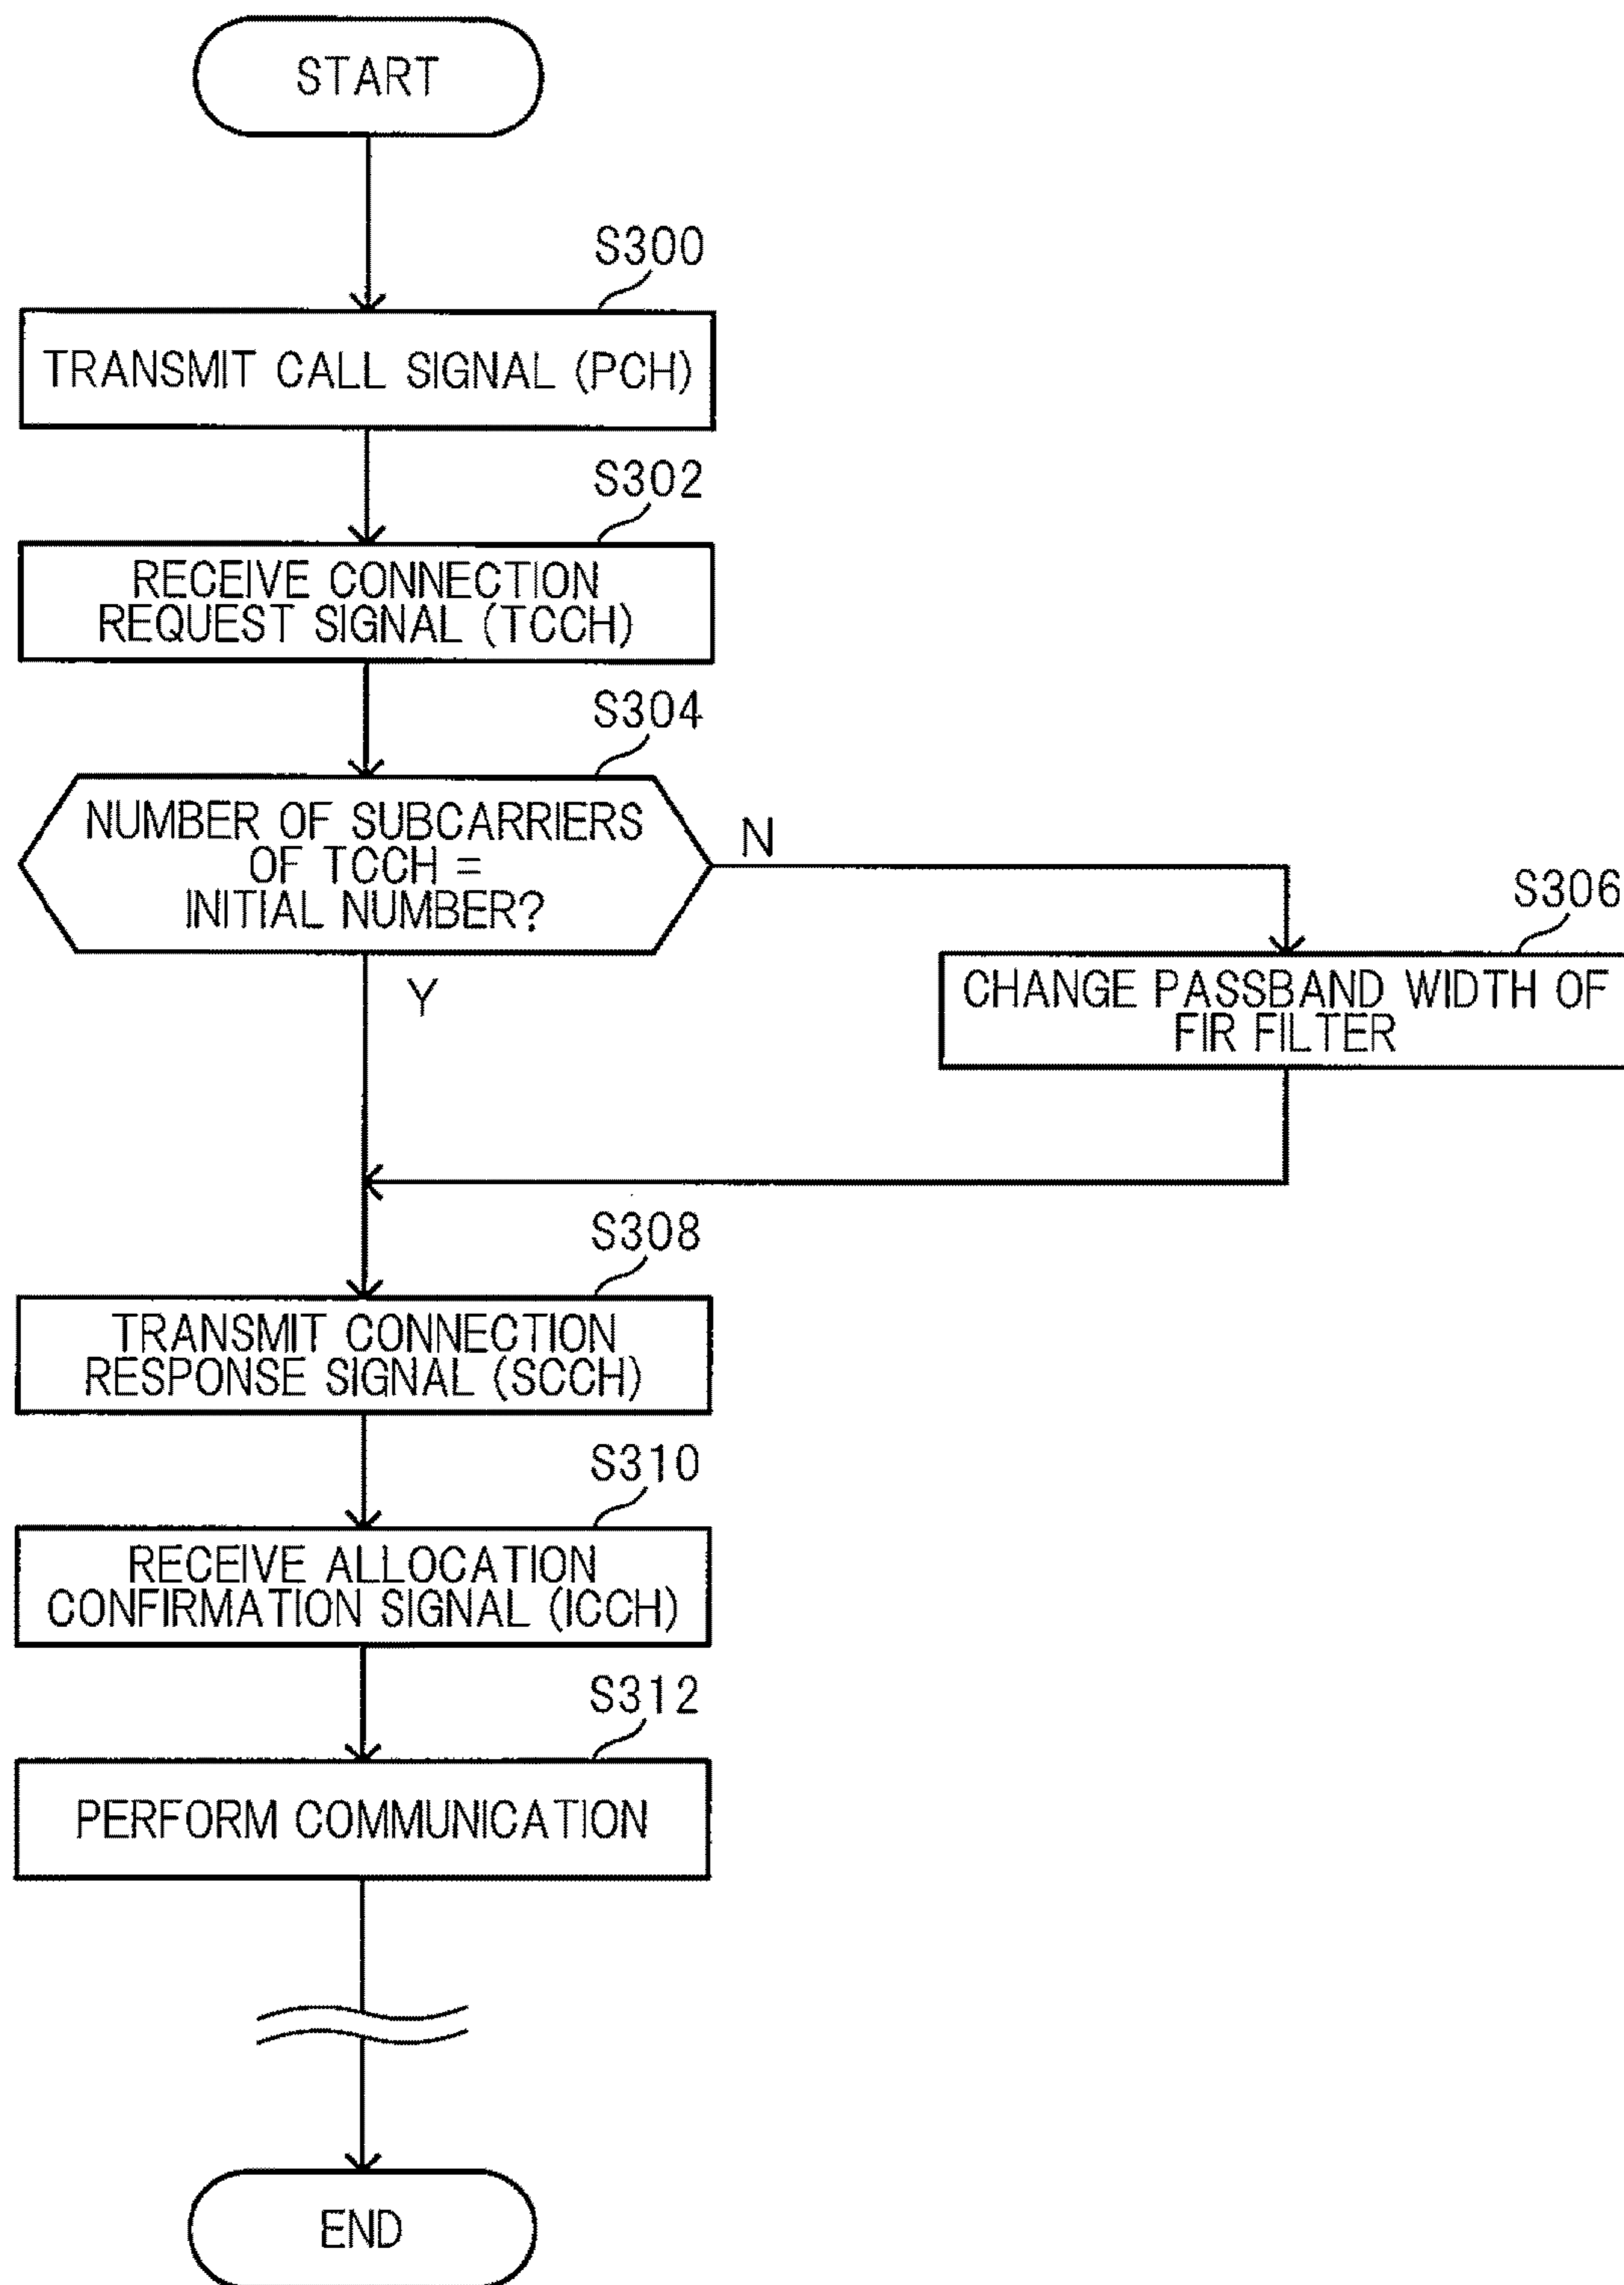 START
S300
TRANSMIT CALL SIGNAL (PCH)
S302
RECEIVE CONNECTION
REQUEST SIGNAL (TCCH)
S304
NUMBER OF SUBCARRIERS
OF TCCH =
INITIAL NUMBER?
N
Y
S306
CHANGE PASSBAND WIDTH OF
FIR FILTER
S308
TRANSMIT CONNECTION
RESPONSE SIGNAL (SCCH)
S310
RECEIVE ALLOCATION
CONFIRMATION SIGNAL (ICCH)
S312
PERFORM COMMUNICATION
END